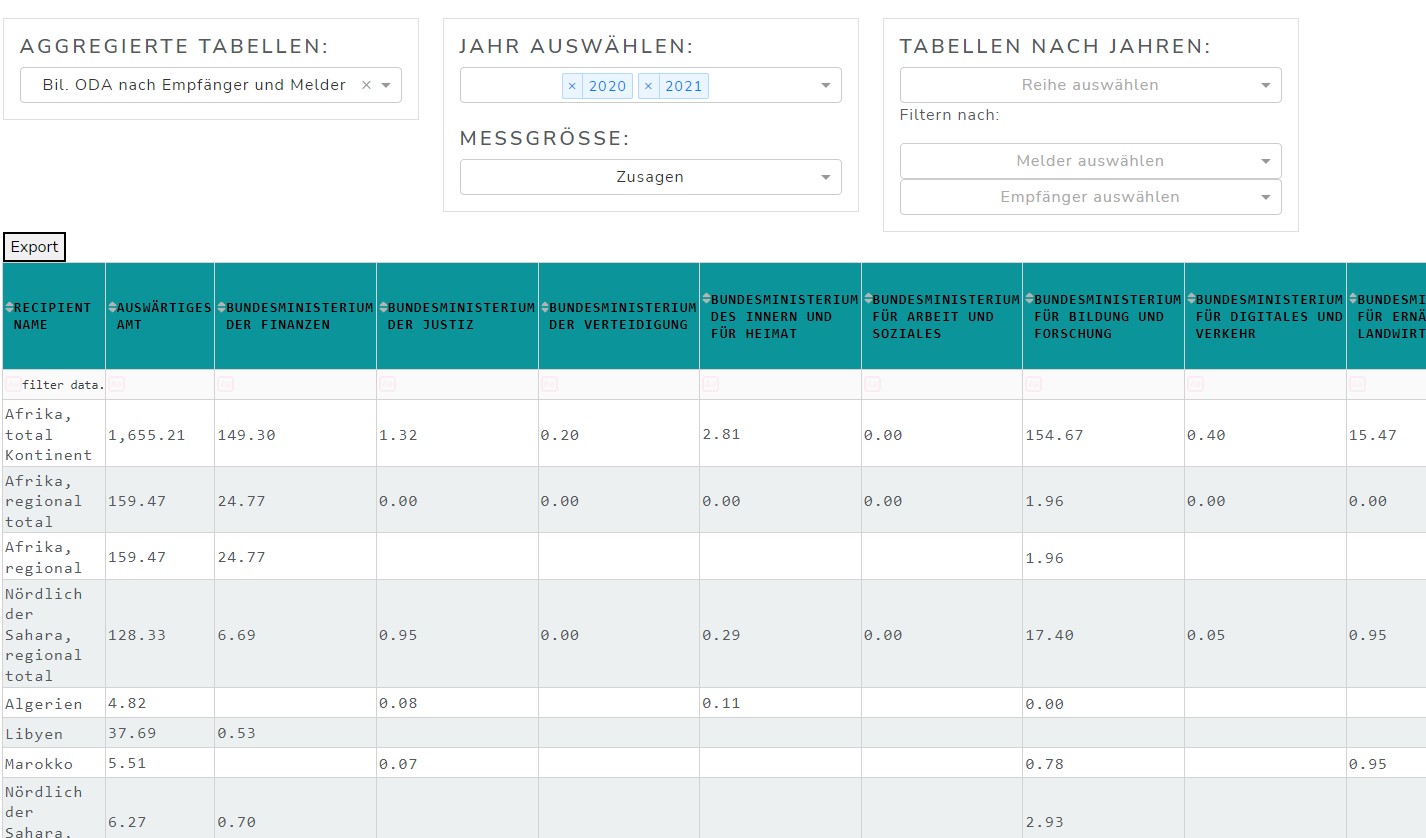 AGGREGIERTE TABELLEN:
Bil. ODA nach Empfänger und Melder ×
JAHR AUSWÄHLEN:
× 2020 × 2021
MESSGRÖSSE:
Zusagen
TABELLEN NACH JAHREN:
Reihe auswählen
Filtern nach:
Melder auswählen
Empfänger auswählen
Export
RECIPIENT NAME AUSWÄRTIGES AMT BUNDESMINISTERIUM DER FINANZEN BUNDESMINISTERIUM DER JUSTIZ BUNDESMINISTERIUM DER VERTEIDIGUNG BUNDESMINISTERIUM DES INNERN UND FÜR HEIMAT BUNDESMINISTERIUM FÜR ARBEIT UND SOZIALES BUNDESMINISTERIUM FÜR BILDUNG UND FORSCHUNG BUNDESMINISTERIUM FÜR DIGITALES UND VERKEHR BUNDESMI FÜR ERNÄ LANDWIRT
filter data.
Afrika, total Kontinent 1,655.21 149.30 1.32 0.20 2.81 0.00 154.67 0.40 15.47
Afrika, regional total 159.47 24.77 0.00 0.00 0.00 0.00 1.96 0.00 0.00
Afrika, regional 159.47 24.77 1.96
Nördlich der Sahara, regional total 128.33 6.69 0.95 0.00 0.29 0.00 17.40 0.05 0.95
Algerien 4.82 0.08 0.11 0.00
Libyen 37.69 0.53
Marokko 5.51 0.07 0.78 0.95
Nördlich der Sahara, 6.27 0.70 2.93